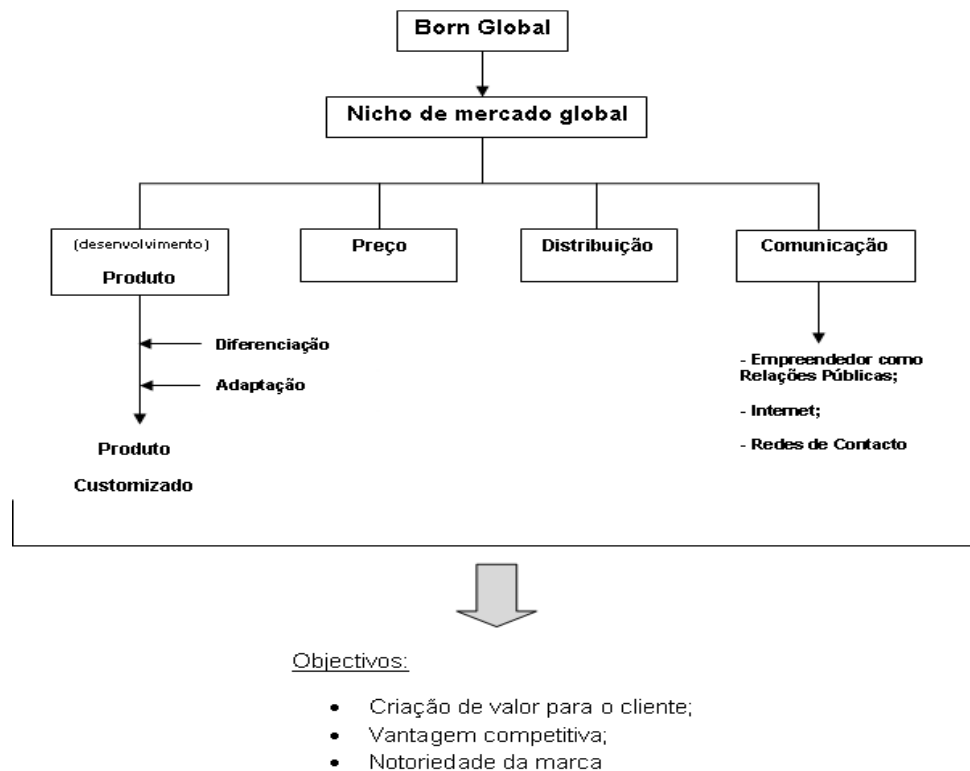 Born Global
Nicho de mercado global
(desenvolvimento)
Produto
Preço
Distribuição
Comunicação
Diferenciação
Adaptação
Produto
Customizado
- Empreendedor como
Relações Públicas;
- Internet;
- Redes de Contacto
Objectivos:
• Criação de valor para o cliente;
• Vantagem competitiva;
• Notoriedade da marca